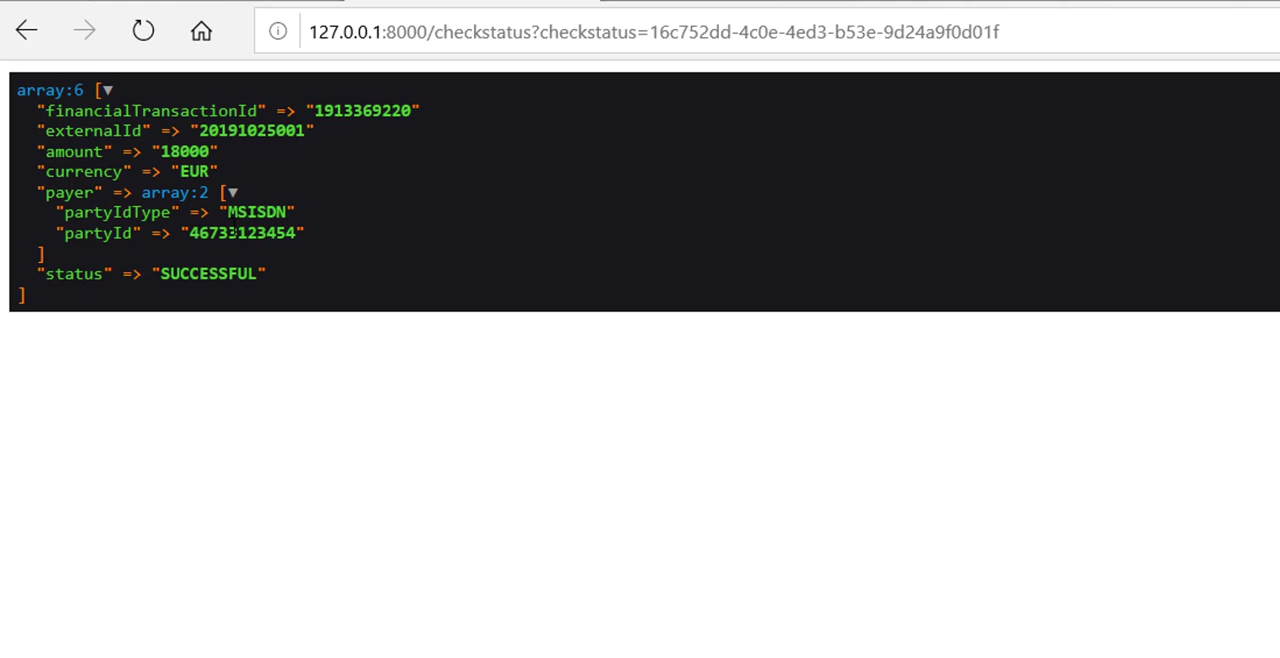 127.0.0.1:8000/checkstatus?checkstatus=16c752dd-4c0e-4ed3-b53e-9d24a9f0d01f
array:6 [▼
"financialTransactionId" => "1913369220"
"externalId" => "20191025001"
"amount" => "18000"
"currency" => "EUR"
"payer" => array:2 [▼
"partyIdType" => "MSISDN"
"partyId" => "46733123454"
]
"status" => "SUCCESSFUL"
]